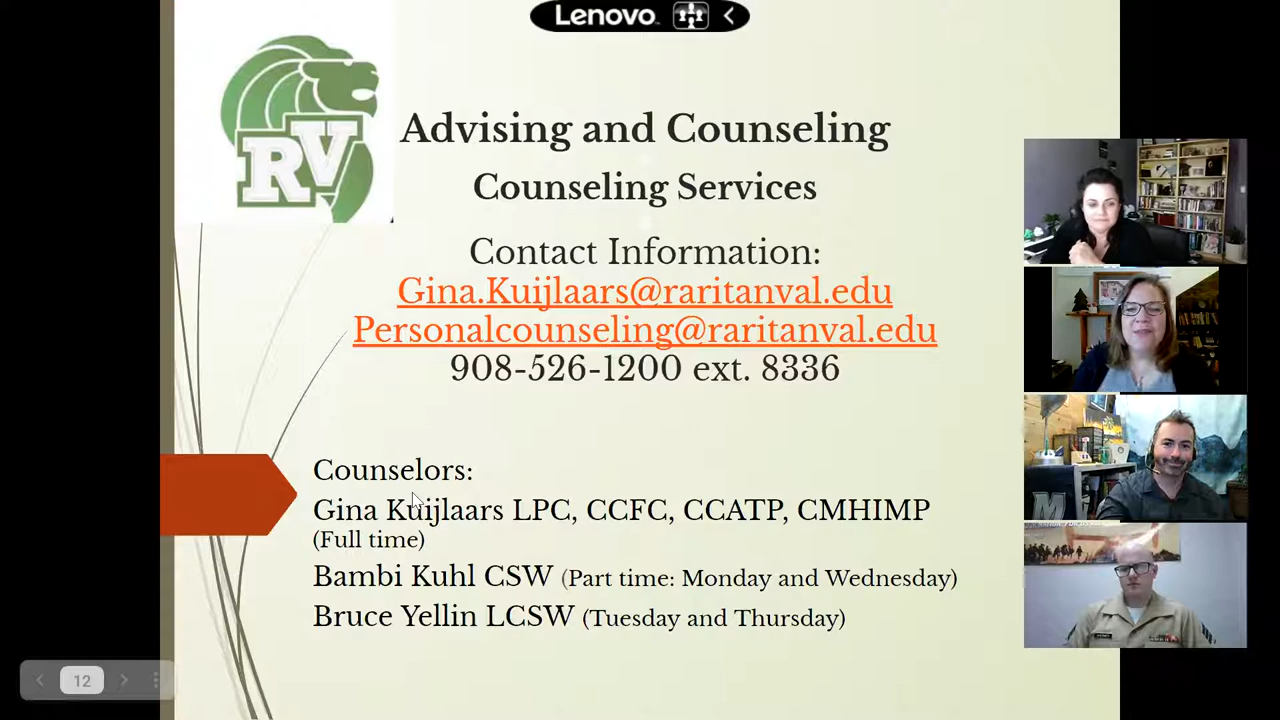 Lenovo
RV
Advising and Counseling
Counseling Services
Contact Information:
Gina.Kuijlaars@raritanval.edu
Personalcounseling@raritanval.edu
908-526-1200 ext. 8336
Counselors:
Gina Kuijlaars LPC, CCFC, CCATP, CMHIMP
(Full time)
Bambi Kuhl CSW (Part time: Monday and Wednesday)
Bruce Yellin LCSW (Tuesday and Thursday)
12